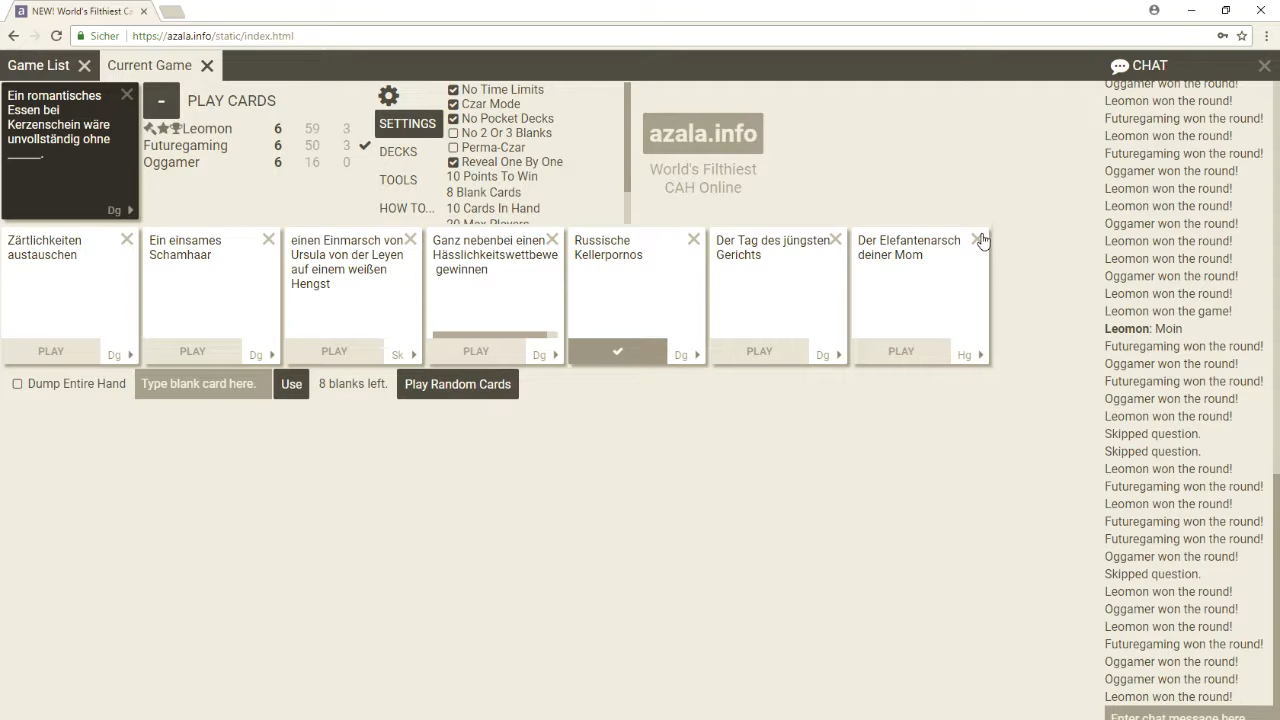 NEW! World's Filthiest C
Sicher
https://azala.info/static/index.html
Game List
Current Game
CHAT
Ein romantisches
Essen bei
Kerzenschein wäre
unvollständig ohne
_____.
Dg
- PLAY CARDS
Leomon 6 59 3
Futuregaming 6 50 3
Oggamer 6 16 0
SETTINGS
DECKS
TOOLS
HOW TO...
No Time Limits
Czar Mode
No Pocket Decks
No 2 Or 3 Blanks
Perma-Czar
Reveal One By One
10 Points To Win
8 Blank Cards
10 Cards In Hand
20 Max Players
azala.info
World's Filthiest
CAH Online
Zärtlichkeiten
austauschen
PLAY
Dg
Ein einsames
Schamhaar
PLAY
Dg
einen Einmarsch von
Ursula von der Leyen
auf einem weißen
Hengst
PLAY
Sk
Ganz nebenbei einen
Hässlichkeitswettbewe
gewinnen
PLAY
Dg
Russische
Kellerpornos
Dg
Der Tag des jüngsten
Gerichts
PLAY
Dg
Der Elefantenarsch
deiner Mom
PLAY
Hg
Dump Entire Hand
Type blank card here.
Use
8 blanks left.
Play Random Cards
Oggamer won the round!
Leomon won the round!
Futuregaming won the round!
Leomon won the round!
Futuregaming won the round!
Oggamer won the round!
Leomon won the round!
Leomon won the round!
Oggamer won the round!
Leomon won the round!
Leomon won the round!
Oggamer won the round!
Leomon won the round!
Leomon won the game!
Leomon: Moin
Futuregaming won the round!
Oggamer won the round!
Futuregaming won the round!
Oggamer won the round!
Leomon won the round!
Skipped question.
Skipped question.
Leomon won the round!
Futuregaming won the round!
Leomon won the round!
Futuregaming won the round!
Futuregaming won the round!
Oggamer won the round!
Skipped question.
Leomon won the round!
Oggamer won the round!
Leomon won the round!
Futuregaming won the round!
Oggamer won the round!
Oggamer won the round!
Leomon won the round!
Enter chat message here